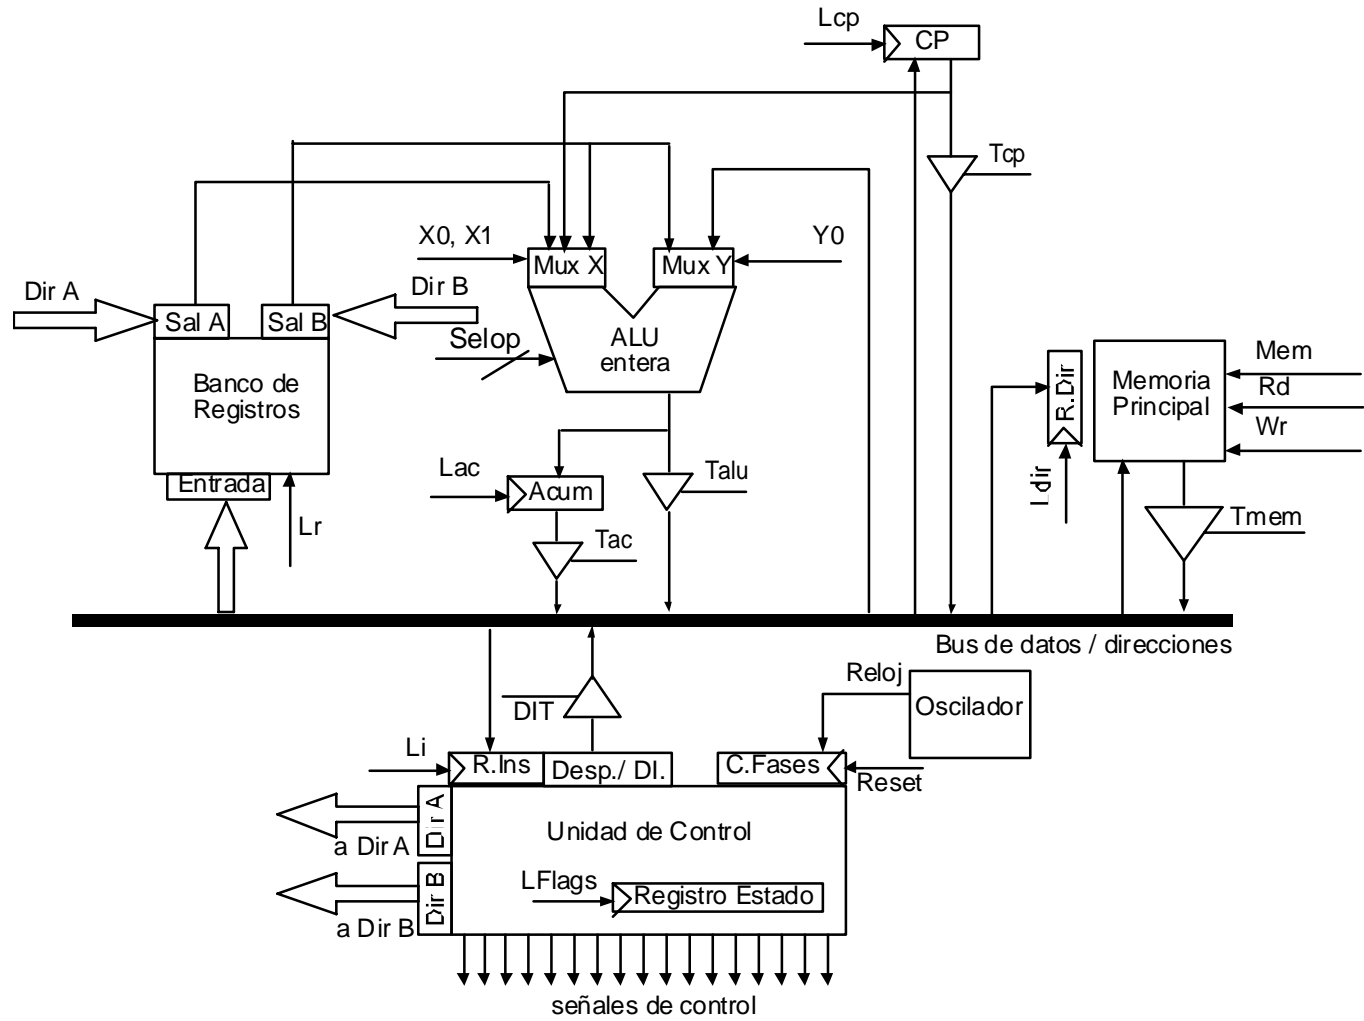 Lcp
CP
Tcp
X0, X1
Y0
Mux X
Mux Y
Dir A
Dir B
Sal A
Sal B
Selop
ALU
entera
Banco de
Registros
Entrada
Lr
Lac
Acum
Talu
Tac
R.Dir
Ldir
Memoria
Principal
Mem
Rd
Wr
Tmem
Bus de datos / direcciones
DIT
Reloj
Oscilador
Li
R.Ins
Desp./ DI.
C.Fases
Reset
Dir A
a Dir A
Unidad de Control
Dir B
a Dir B
LFlags
Registro Estado
señales de control